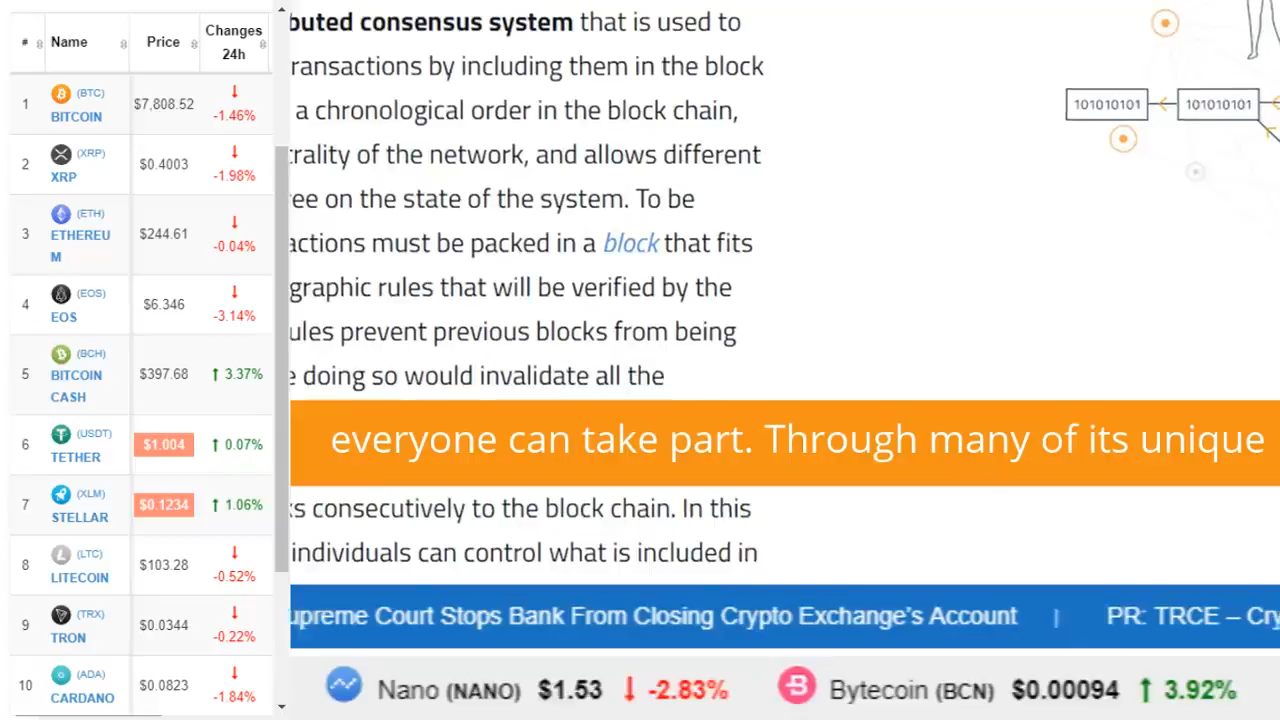 # Name Price Changes 24h
1 (BTC) BITCOIN $7,808.52 ↓ -1.46%
2 (XRP) XRP $0.4003 ↓ -1.98%
3 (ETH) ETHEREU M $244.61 ↓ -0.04%
4 (EOS) EOS $6.346 ↓ -3.14%
5 (BCH) BITCOIN CASH $397.68 ↑ 3.37%
6 (USDT) TETHER $1.004 ↑ 0.07%
7 (XLM) STELLAR $0.1234 ↑ 1.06%
8 (LTC) LITECOIN $103.28 ↓ -0.52%
9 (TRX) TRON $0.0344 ↓ -0.22%
10 (ADA) CARDANO $0.0823 ↓ -1.84%
buted consensus system that is used to
ransactions by including them in the block
a chronological order in the block chain,
trality of the network, and allows different
ree on the state of the system. To be
actions must be packed in a block that fits
graphic rules that will be verified by the
ules prevent previous blocks from being
e doing so would invalidate all the
everyone can take part. Through many of its unique
ks consecutively to the block chain. In this
individuals can control what is included in
101010101 101010101
upreme Court Stops Bank From Closing Crypto Exchange's Account | PR: TRCE – Cry
Nano (NANO) $1.53 ↓ -2.83% Bytecoin (BCN) $0.00094 ↑ 3.92%